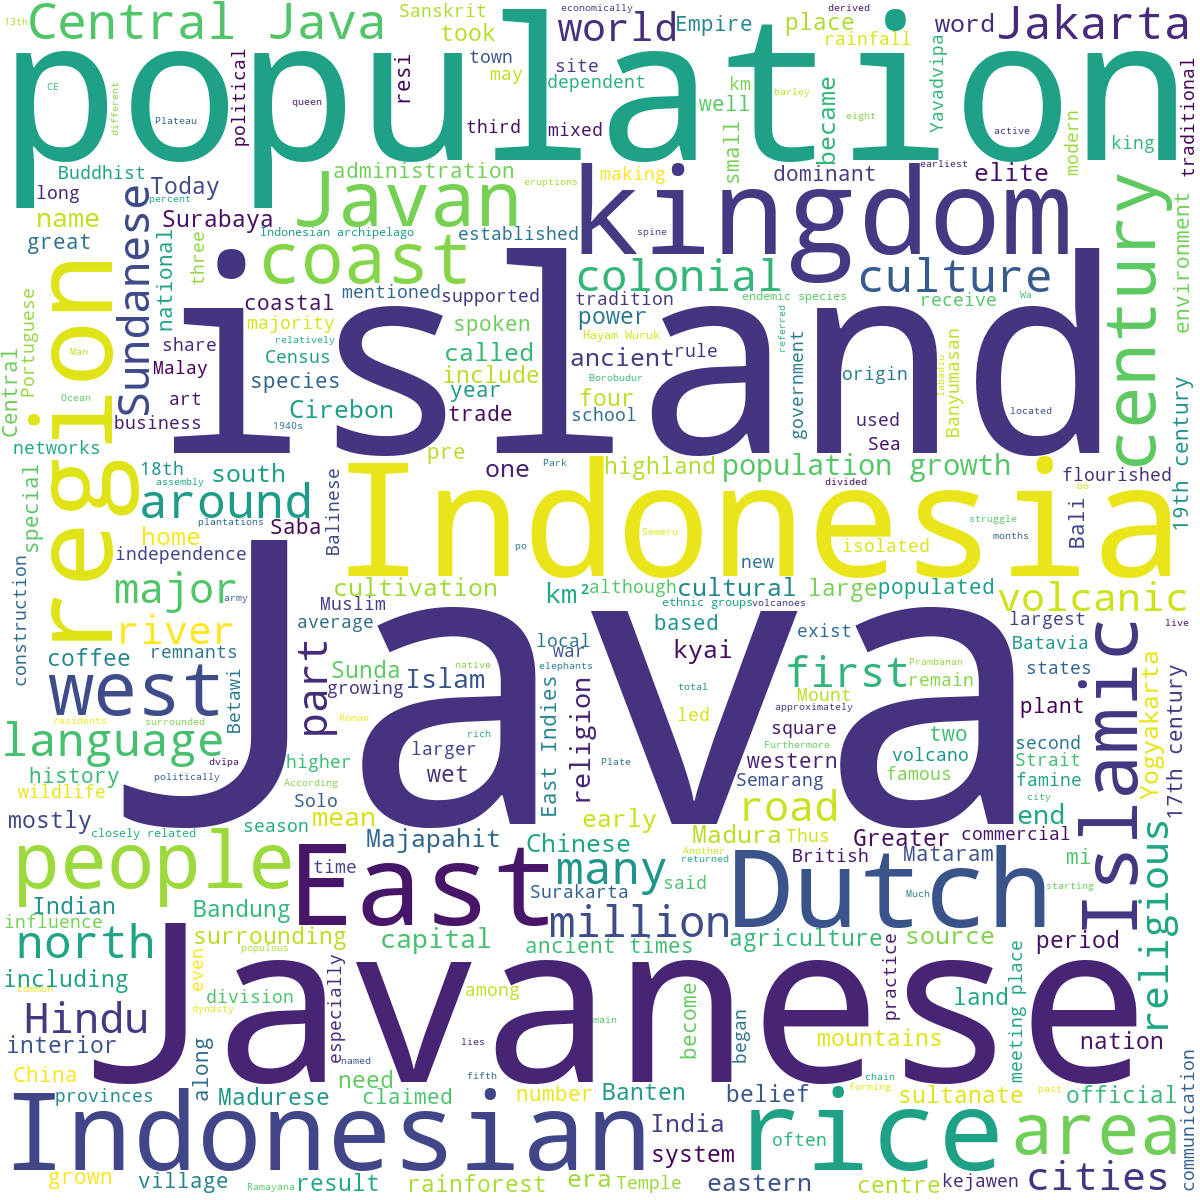 13th
Central Java
Sanskrit
economically
derived
took
world
Empire
place
rainfall
word
Jakarta
population
CE
different
Plateau
political
queen
resi
town
may
site
dependent
third
mixed
km
well
small
barley
became
eight
Yavadvipa
active
modern
king
traditional
Buddhist
long
Today
percent
name
Surabaya
great
Sundanese
national
three
administration
Javan
eruptions
Indonesian archipelago
established
coast
making
kingdom
spine
dominant
earliest
elite
century
environment
region
Portuguese
Central
Man
Ocean
networks
special
share
Malay
art
business
coastal
majority
relatively
Census
species
Cirebon
1940s
mentioned
supported
spoken
called
include
year
trade
colonial
tradition
power
Hayam Wuruk
ancient
rule
Borobudur
four
school
endemic species
culture
receive
Wa
referred
government
origin
used
Sea
labadiu
Banyumasan
located
island
18th
assembly
south
around
plantations
home
Saba
independence
Balinese
pre
one
Park
highland
population growth
divided
Indonesia
Semeru
isolated
struggle
months
flourished
bo
Bali
19th century
construction
major
army
river
coffee
remnants
west
Betawi
cultivation
Muslim
average
part
Sunda
growing
Islam
po
km²
although
cultural
new
large
populated
ethnic groups
volcanoes
based
local
war
kyai
exist
first
Prambanan
remain
volcanic
largest
live
Batavia
states
Java
language
residents
surrounded
dvīpa
history
politically
wildlife
higher
According
Roman
native
larger
rich
wet
East Indies
elephants
religion
total
led
Plate
Mount
approximately
square
Furthermore
western
Semarang
two
volcano
famous
plant
second
Strait
famine
city
Islamic
Yogyakarta
17th century
mostly
closely related
season
Solo
mean
Majapahit
early
Chinese
Madura
Another
returned
road
Thus
Greater
British
commercial
end
mi
people
time
East
many
Surakarta
said
million
Dutch
Mataram
Much
starting
religious
Indian
influence
Bandung
north
surrounding
populous
including
common
even
capital
ancient times
agriculture
source
period
Hindu
division
dynasty
especially
among
main
become
practice
land
meeting place
nation
Javanese
interior
China
along
named
lies
fifth
began
mountains
provinces
Madurese
need
claimed
number
Banten
belief
chain
forming
sultanate
past
official
communication
Indonesian
India
system
rice
often
area
grown
village
Ramayana
result
rainforest
era
Temple
eastern
centre
kejawen
cities